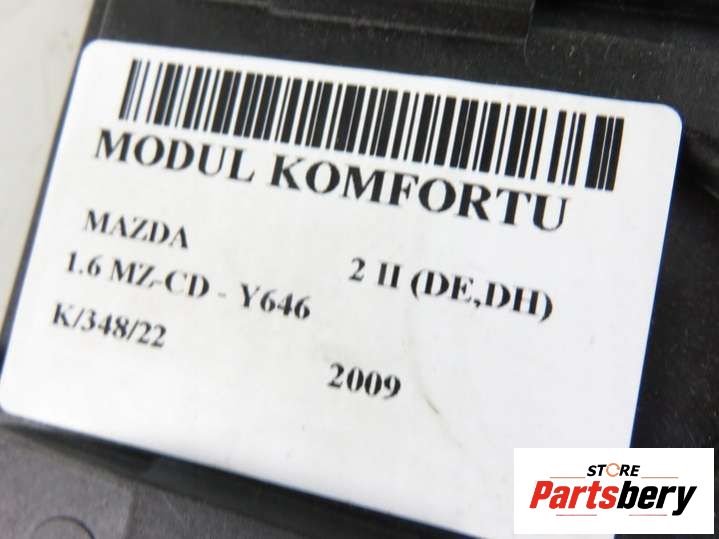 MODUL KOMFORTU
MAZDA 2 II (DE,DH)
1.6 MZ-CD - Y646
K/348/22 2009
STORE
Partsbery